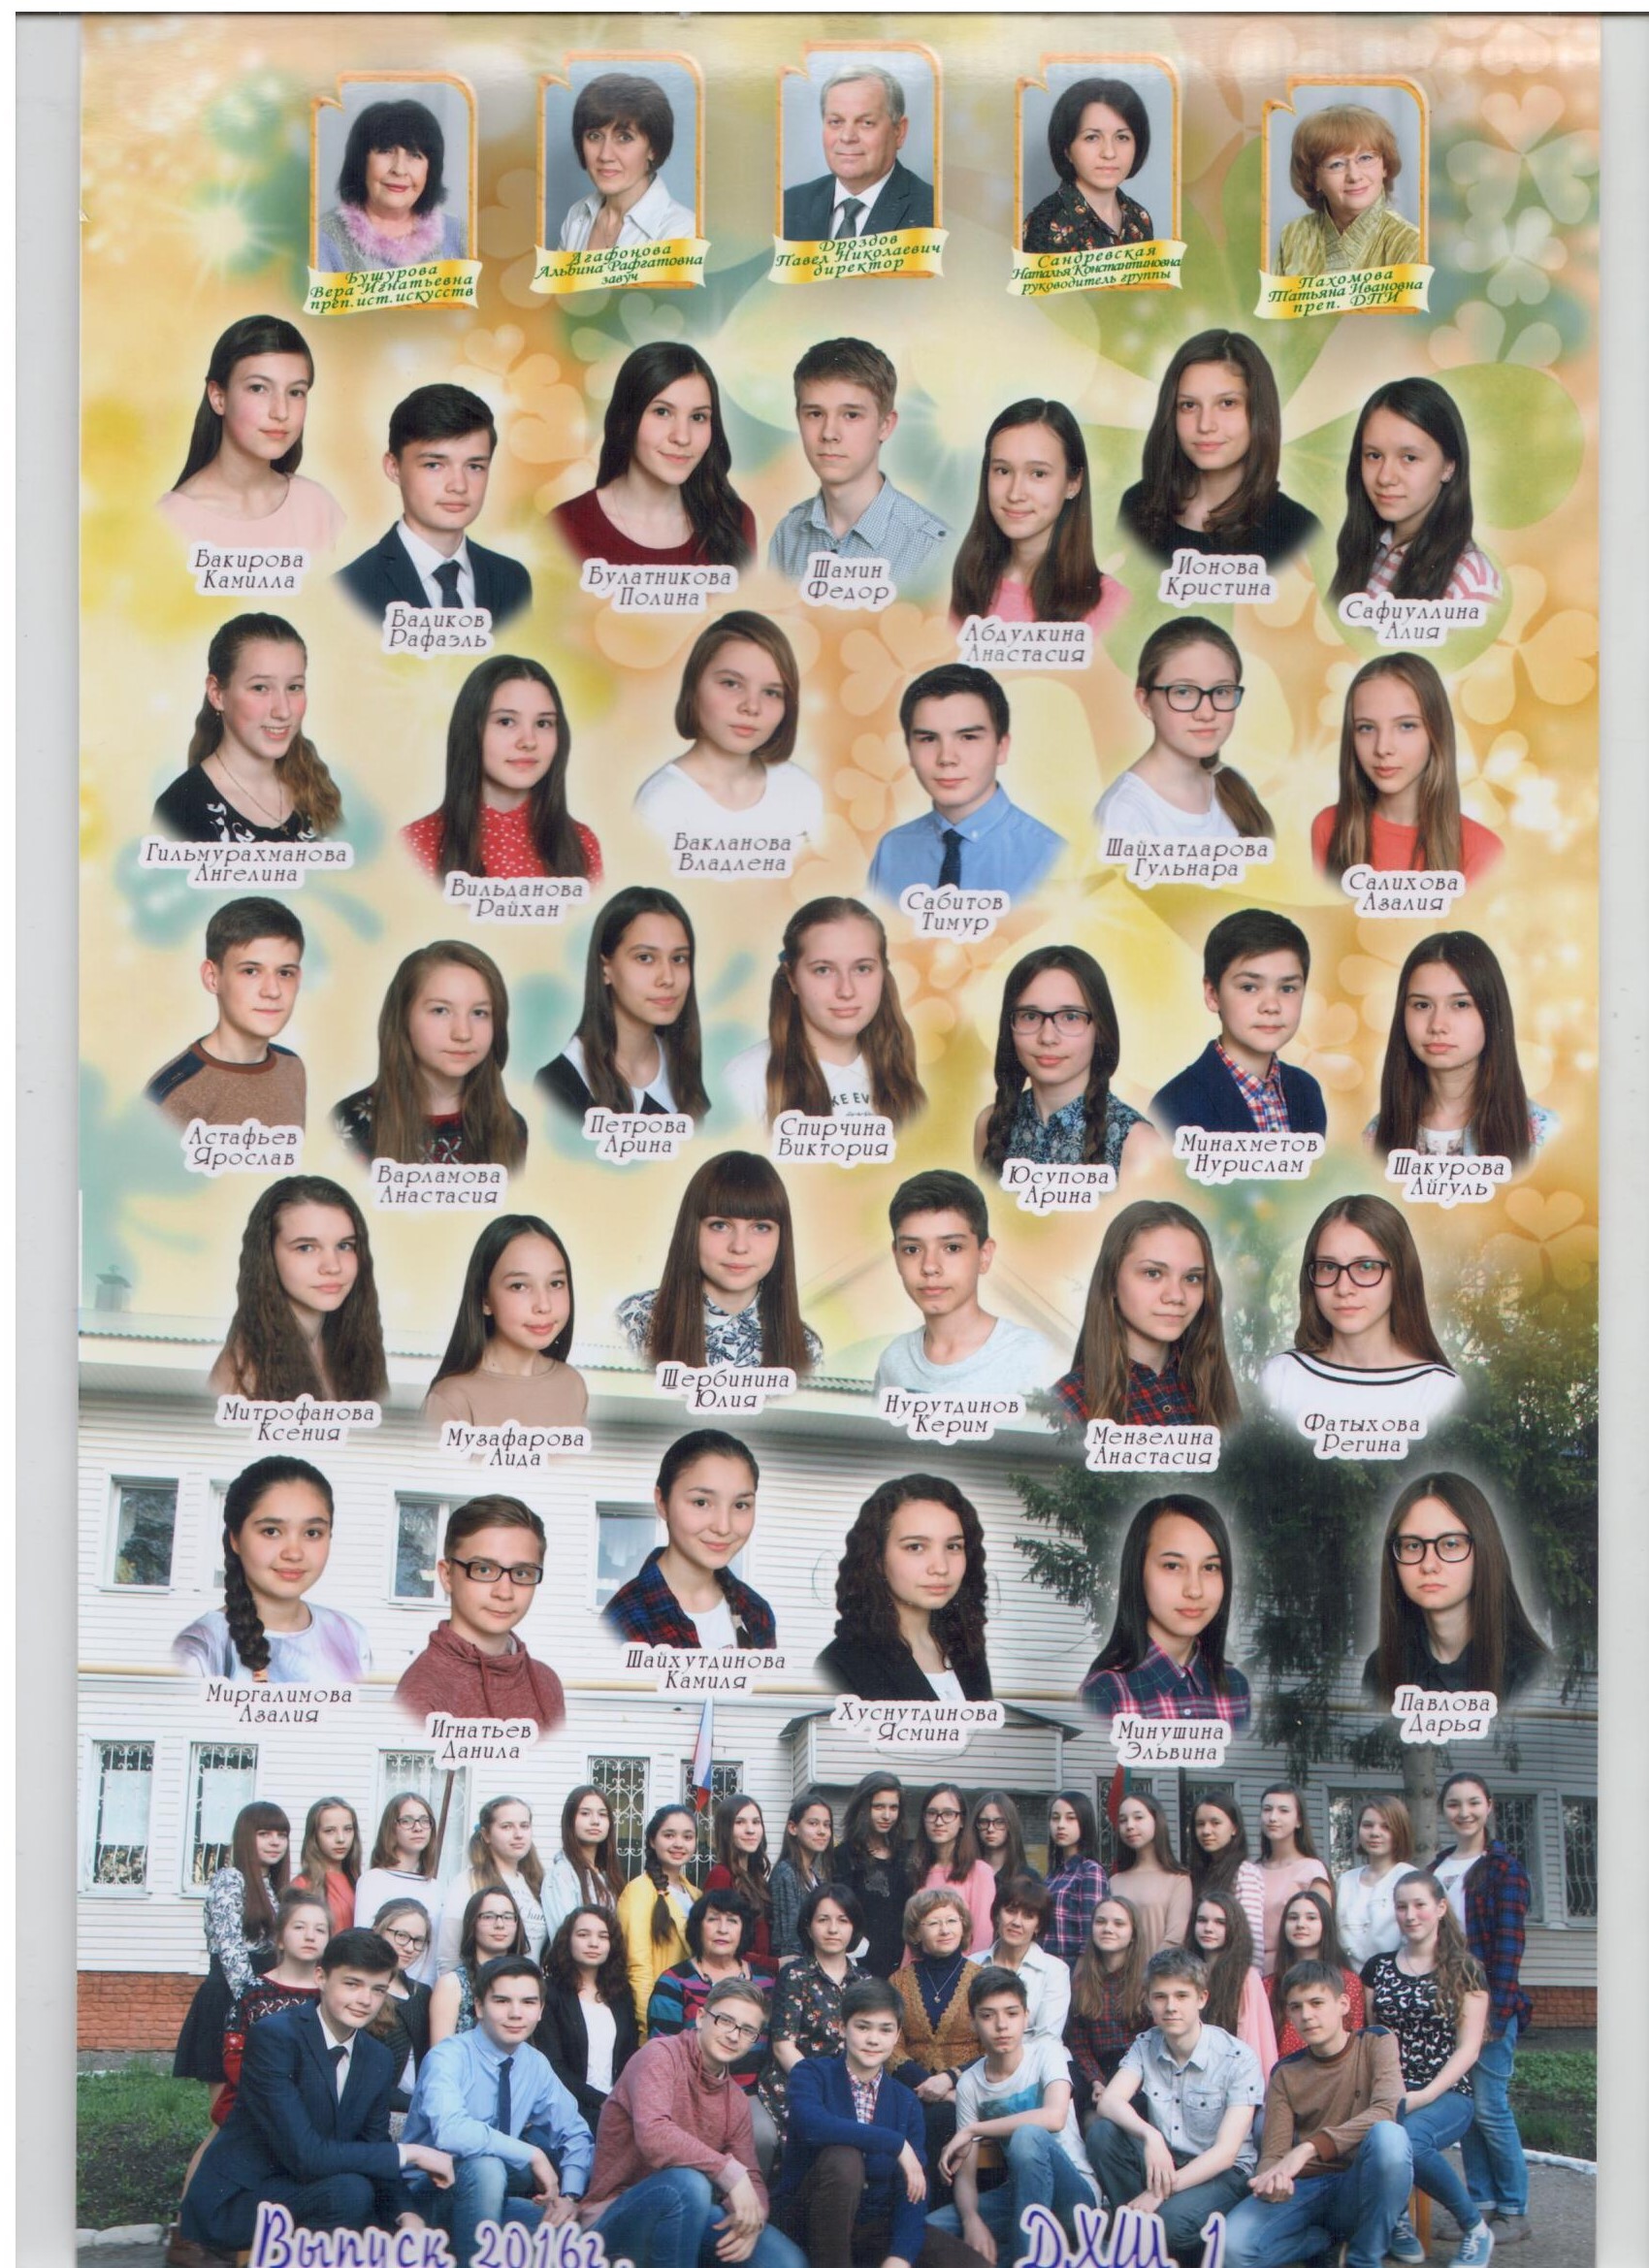 Бушурова
Вера Игнатьевна
преп. ист. искусств
Агафонова
Альбина Рафгатовна
завуч
Дроздов
Павел Николаевич
директор
Сандревская
Наталья Константиновна
руководитель группы
Пахомова
Татьяна Ивановна
преп. ДПИ
Бакирова
Камилла
Бадиков
Рафаэль
Булатникова
Полина
Шамин
Федор
Абдулкина
Анастасия
Ионова
Кристина
Сафиуллина
Алия
Гильмурахманова
Ангелина
Вильданова
Райхан
Бакланова
Владлена
Сабитов
Тимур
Шайхатдарова
Гульнара
Салихова
Азалия
Астафьев
Ярослав
Варламова
Анастасия
Петрова
Арина
Спирчина
Виктория
Юсупова
Арина
Минахметов
Нурислам
Шакурова
Айгуль
Митрофанова
Ксения
Музафарова
Лида
Щербинина
Юлия
Нурутдинов
Керим
Мензелина
Анастасия
Фатыхова
Регина
Миргалимова
Азалия
Игнатьев
Данила
Шайхутдинова
Камиля
Хуснутдинова
Ясмина
Минушина
Эльвина
Павлова
Дарья
Выпуск 2016г.
ДХШ 1